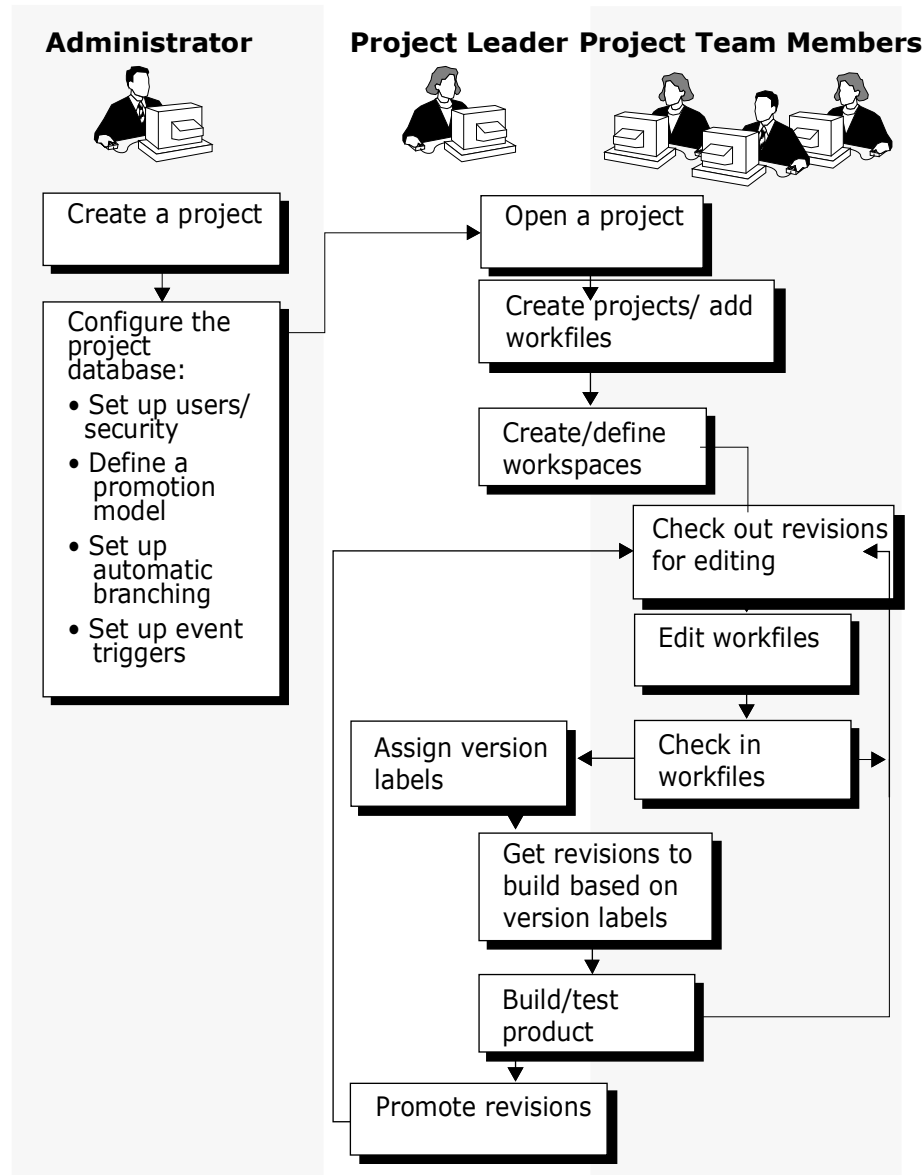 Administrator
Project Leader
Project Team Members
Create a project
Configure the
project
database:
• Set up users/
security
• Define a
promotion
model
• Set up
automatic
branching
• Set up event
triggers
Open a project
Create projects/ add
workfiles
Create/define
workspaces
Check out revisions
for editing
Edit workfiles
Check in
workfiles
Assign version
labels
Get revisions to
build based on
version labels
Build/test
product
Promote revisions